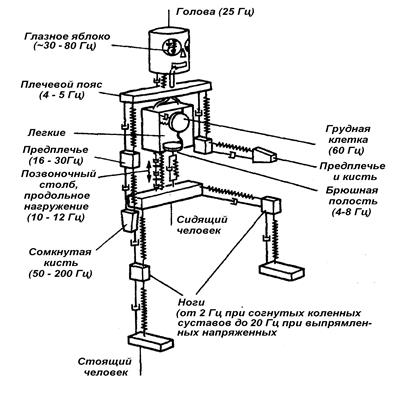 Голова (25 Гц)
Глазное яблоко
(~30 - 80 Гц)
Плечевой пояс
(4 - 5 Гц)
Легкие
Предплечье
(16 - 30Гц)
Позвоночный
столб,
продольное
нагружение
(10 - 12 Гц)
Сомкнутая
кисть
(50 - 200 Гц)
Стоящий
человек
Сидящий
человек
Грудная
клетка
(60 Гц)
Предплечье
и кисть
Брюшная
полость
(4-8 Гц)
Ноги
(от 2 Гц при согнутых коленных
суставов до 20 Гц при выпрямлен-
ных напряженных